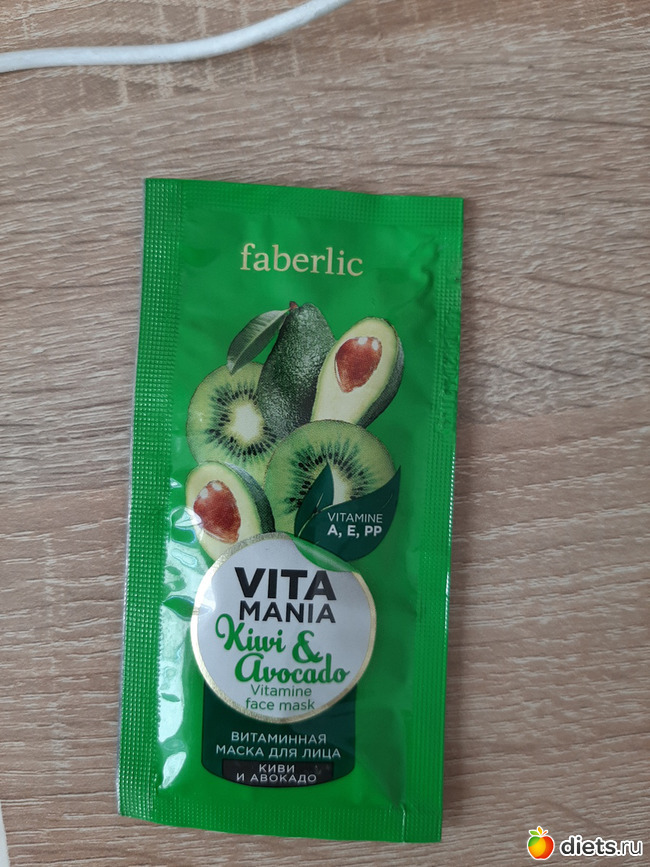 faberlic
VITAMINE
A, E, PP
VITA
MANIA
Kiwi &
Avocado
Vitamine
face mask
ВИТАМИННАЯ
МАСКА ДЛЯ ЛИЦА
КИВИ
И АВОКАДО
diets.ru